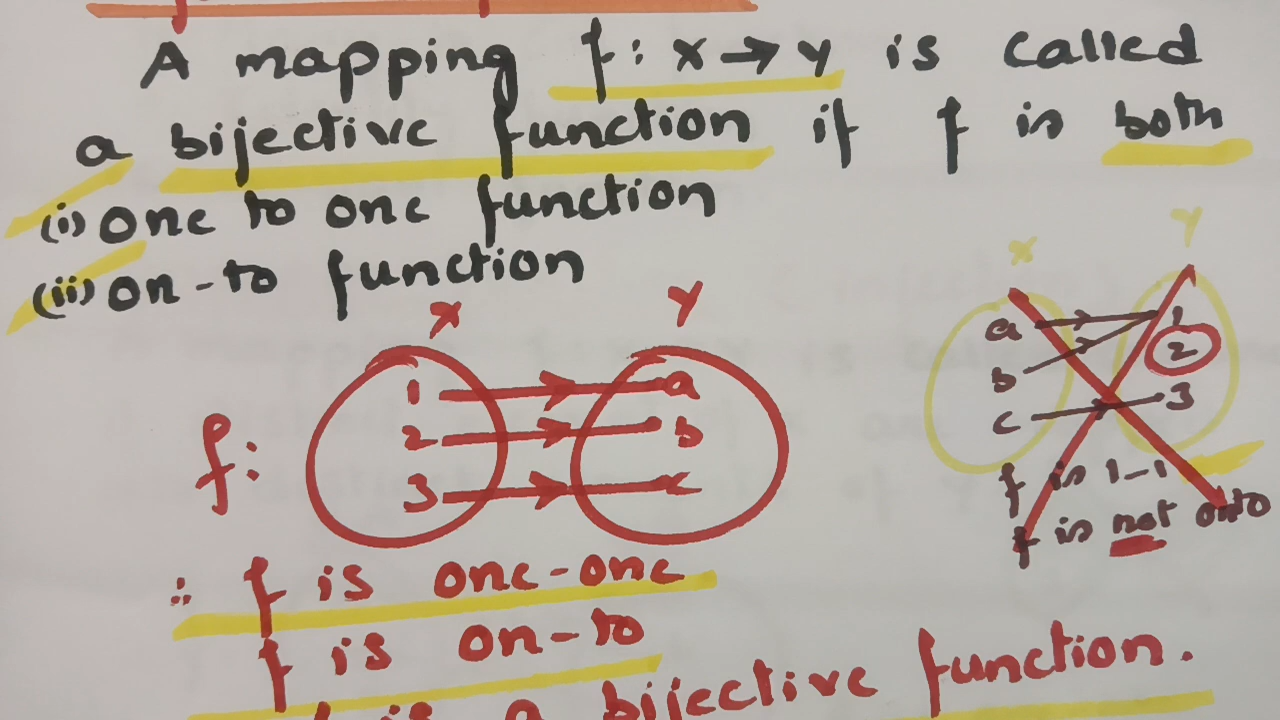 A mapping f: x → y is called
a bijective function if f is both
(i) one to one function
(ii) on-to function
X Y
f:
1 a
2 b
3 c
X Y
a 1
b 2
c 3
f is 1-1
f is not onto
∴ f is one-one
f is on-to
f is a bijective function.